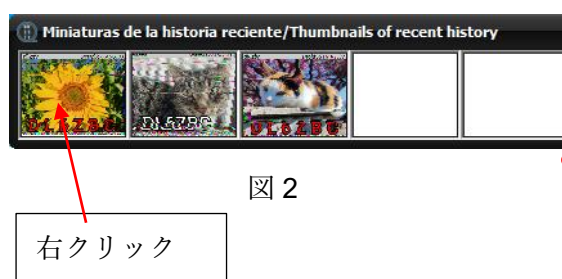 Miniaturas de la historia reciente/Thumbnails of recent history
DL6ZBG DL6ZBG DL6ZBG
図 2
右クリック